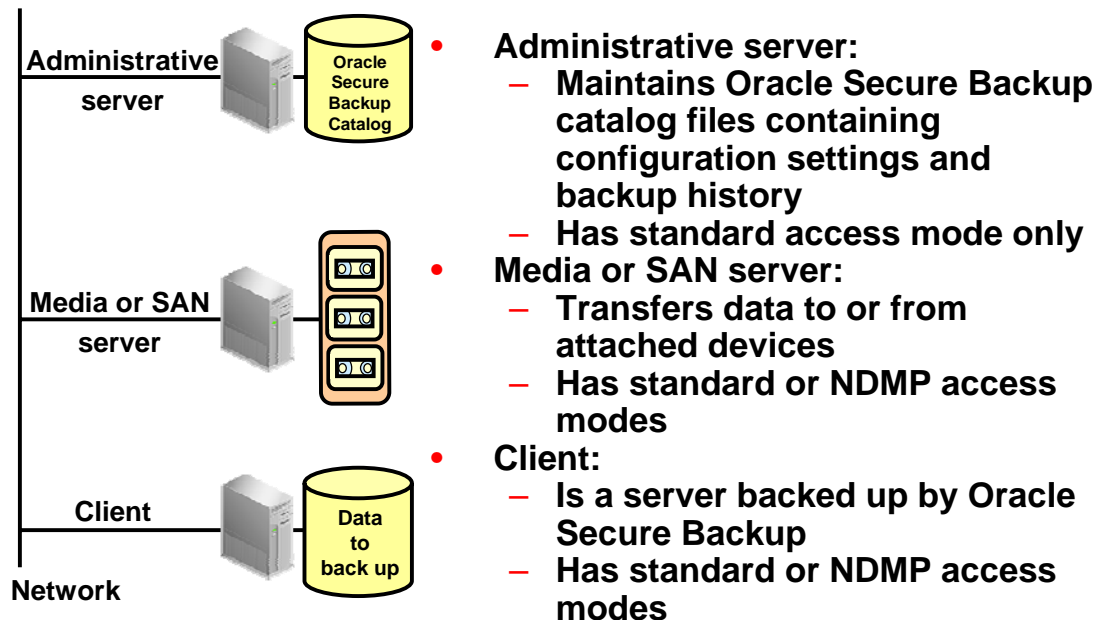 Administrative
server
Oracle
Secure
Backup
Catalog
Media or SAN
server
Client
Data
to
back up
Network
• Administrative server:
– Maintains Oracle Secure Backup
catalog files containing
configuration settings and
backup history
– Has standard access mode only
• Media or SAN server:
– Transfers data to or from
attached devices
– Has standard or NDMP access
modes
• Client:
– Is a server backed up by Oracle
Secure Backup
– Has standard or NDMP access
modes